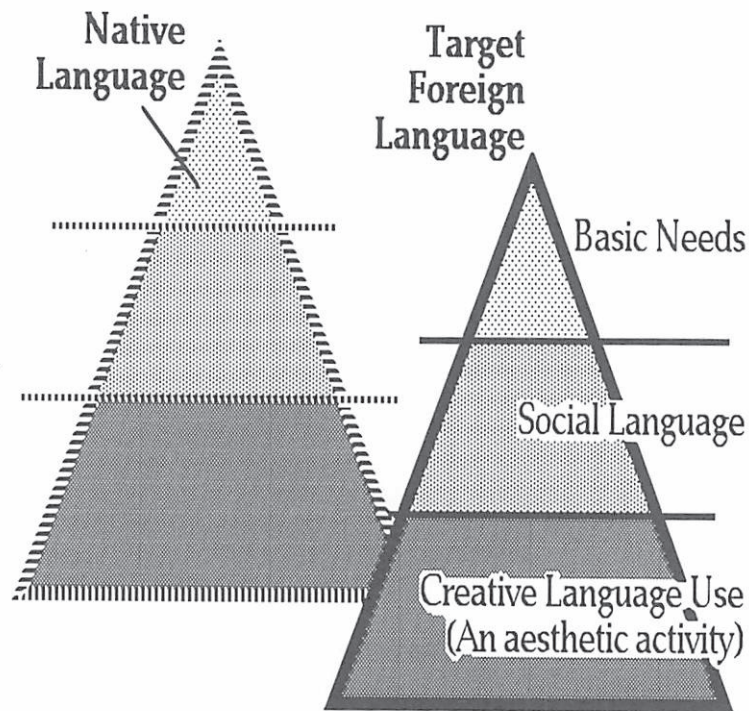 Native
Language
Target
Foreign
Language
Basic Needs
Social Language
Creative Language Use
(An aesthetic activity)